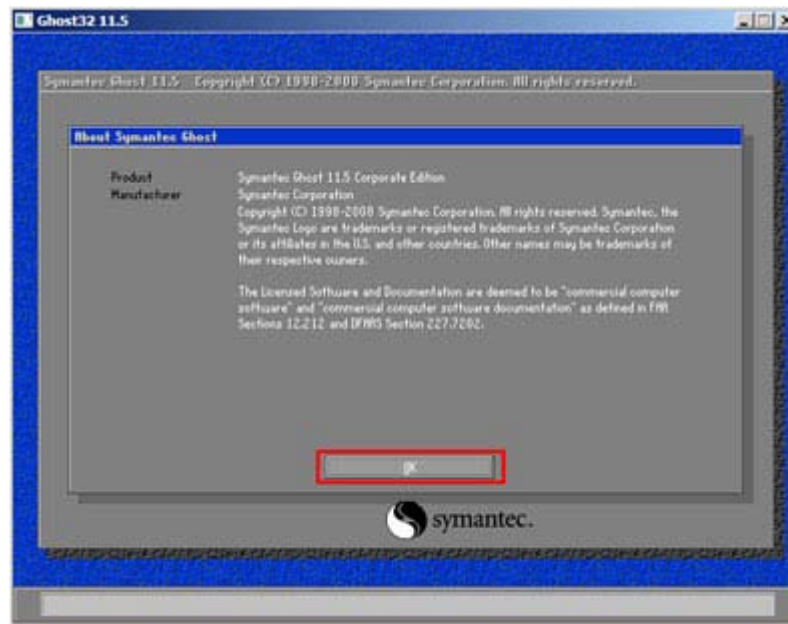 Ghost32 11.5
Symantec Ghost 11.5 Copyright (C) 1998-2008 Symantec Corporation. All rights reserved.
About Symantec Ghost
Product Symantec Ghost 11.5 Corporate Edition
Manufacturer Symantec Corporation
Copyright (C) 1998-2008 Symantec Corporation. All rights reserved. Symantec, the
Symantec Logo are trademarks or registered trademarks of Symantec Corporation
or its affiliates in the U.S. and other countries. Other names may be trademarks of
their respective owners.
The Licensed Software and Documentation are deemed to be "commercial computer
software" and "commercial computer software documentation" as defined in FAR
Sections 12.212 and DFARS Section 227.7202.
OK
symantec.